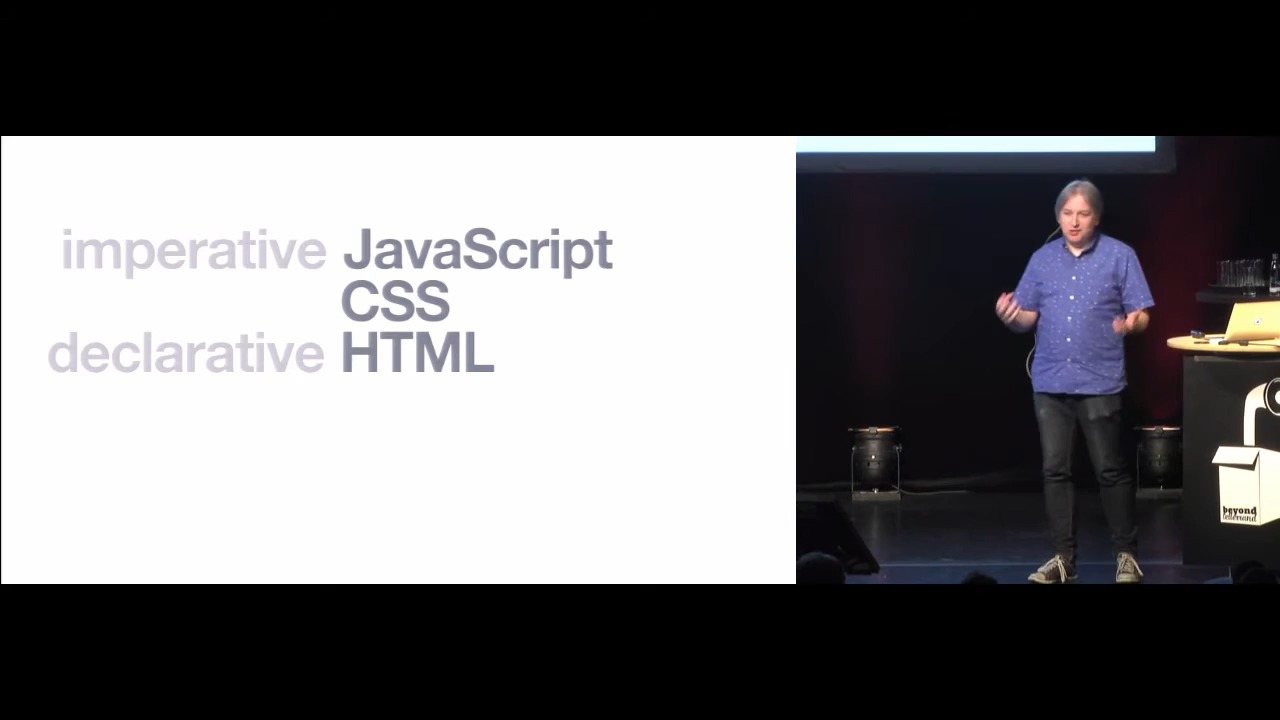 imperative JavaScript
CSS
declarative HTML
beyond
tellerrand